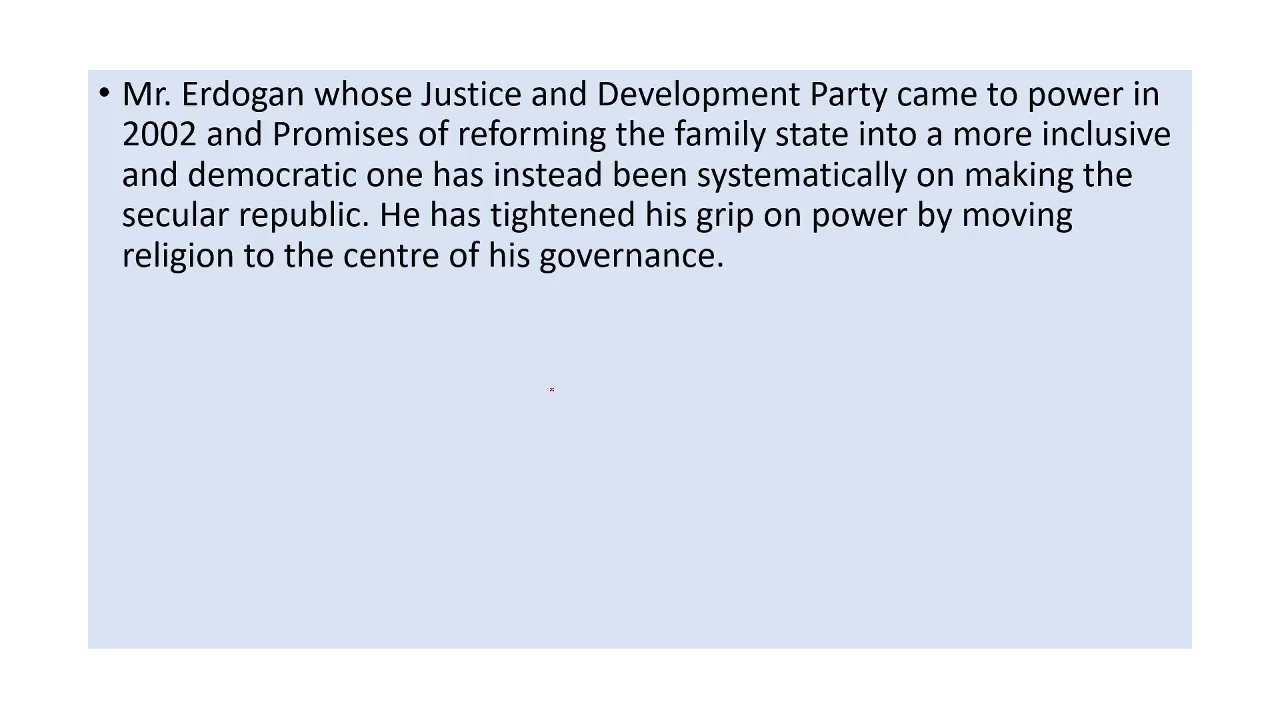 • Mr. Erdogan whose Justice and Development Party came to power in
2002 and Promises of reforming the family state into a more inclusive
and democratic one has instead been systematically on making the
secular republic. He has tightened his grip on power by moving
religion to the centre of his governance.